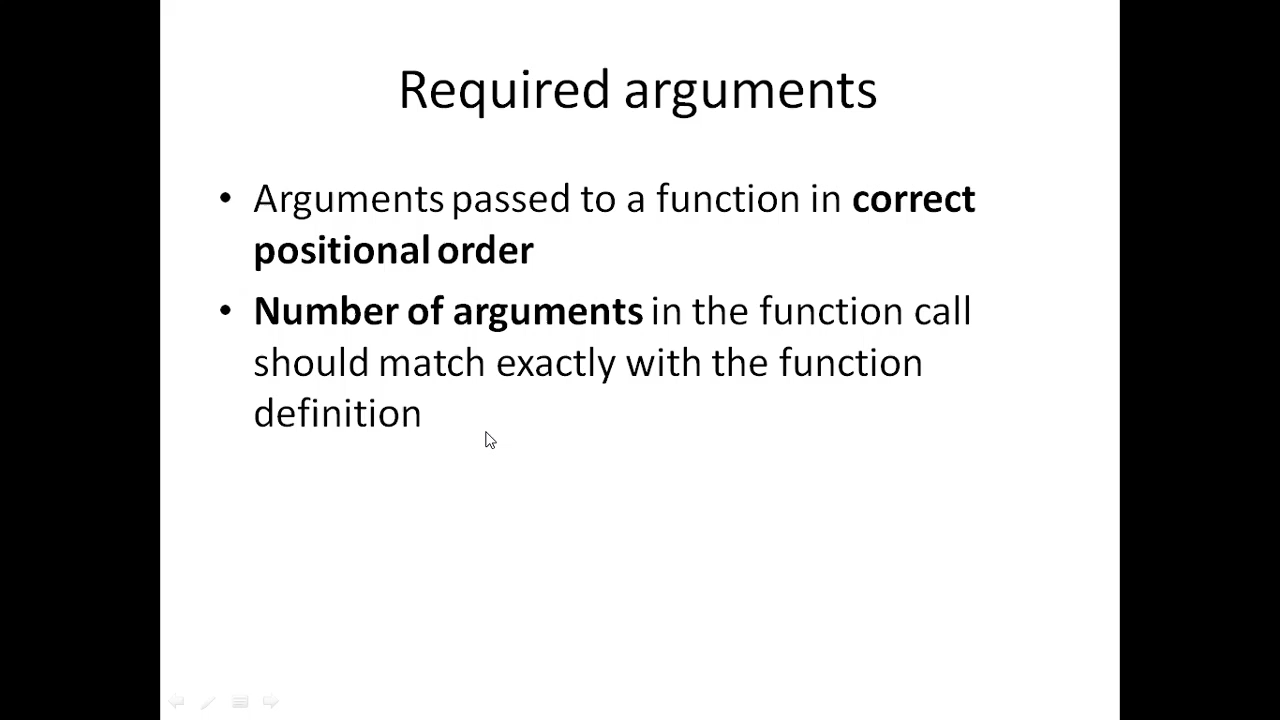 Required arguments
• Arguments passed to a function in correct
positional order
• Number of arguments in the function call
should match exactly with the function
definition